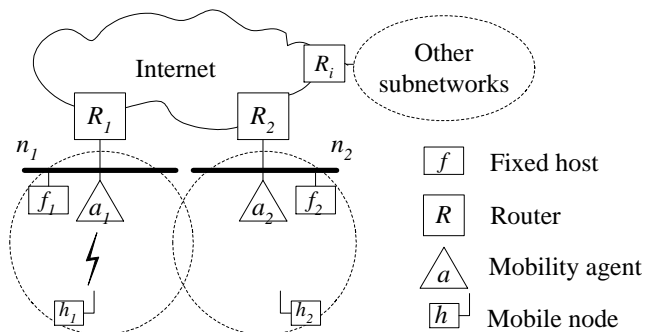 Internet
R_i
Other
subnetworks
R_1
R_2
n_1
n_2
f_1
a_1
a_2
f_2
h_1
h_2
f Fixed host
R Router
a Mobility agent
h Mobile node